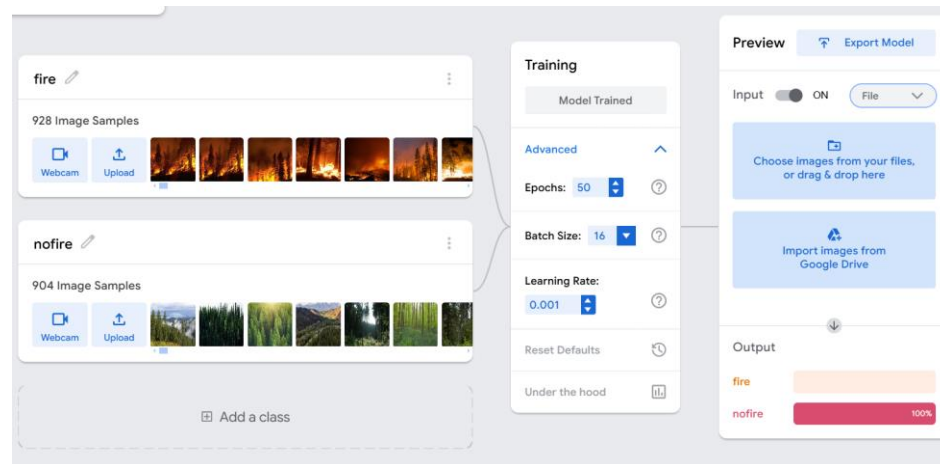 fire
928 Image Samples
Webcam
Upload
nofire
904 Image Samples
Webcam
Upload
Add a class
Training
Model Trained
Advanced
Epochs: 50
Batch Size: 16
Learning Rate:
0.001
Reset Defaults
Under the hood
Preview
Export Model
Input ON File
Choose images from your files,
or drag & drop here
Import images from
Google Drive
Output
fire
nofire 100%